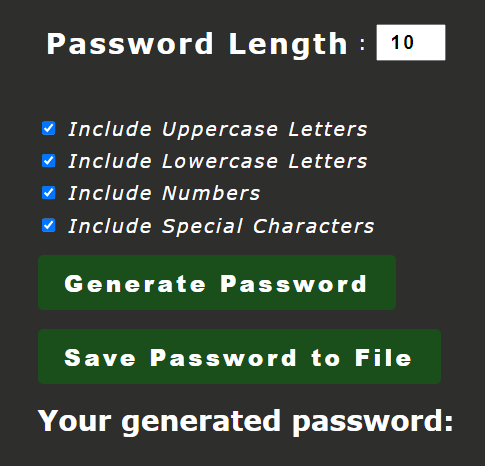 Password Length : 10
Include Uppercase Letters
Include Lowercase Letters
Include Numbers
Include Special Characters
Generate Password
Save Password to File
Your generated password: